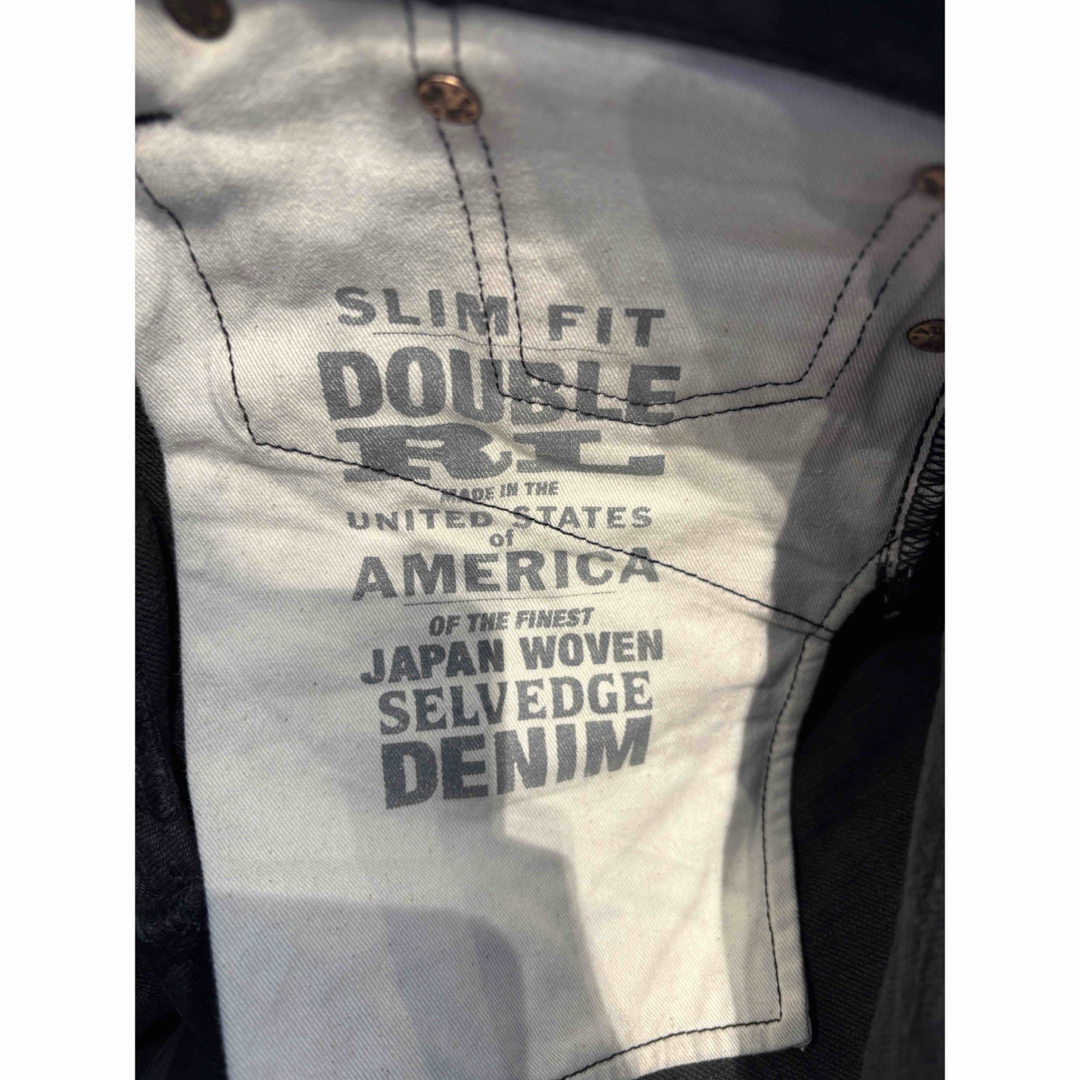 SLIM FIT
DOUBLE
RL
MADE IN THE
UNITED STATES
of
AMERICA
OF THE FINEST
JAPAN WOVEN
SELVEDGE
DENIM